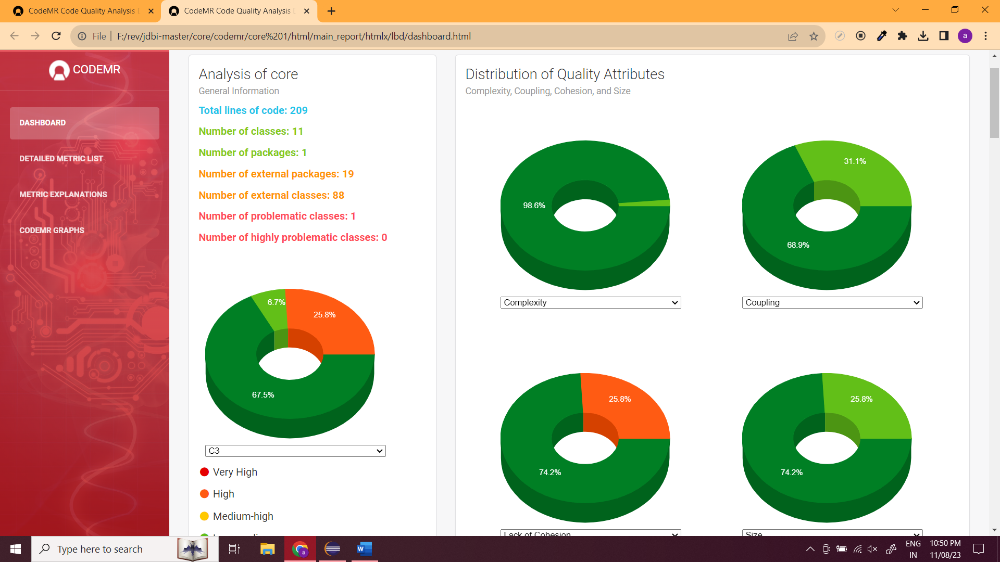 CodeMR Code Quality Analysis
CodeMR Code Quality Analysis
File
F:/rev/jdbi-master/core/codemr/core%201/html/main_report/htmlx/lbd/dashboard.html
a
CODEMR
DASHBOARD
DETAILED METRIC LIST
METRIC EXPLANATIONS
CODEMR GRAPHS
Analysis of core
General Information
Total lines of code: 209
Number of classes: 11
Number of packages: 1
Number of external packages: 19
Number of external classes: 88
Number of problematic classes: 1
Number of highly problematic classes: 0
6.7%
25.8%
67.5%
C3
Very High
High
Medium-high
Distribution of Quality Attributes
Complexity, Coupling, Cohesion, and Size
98.6%
Complexity
31.1%
68.9%
Coupling
25.8%
74.2%
Lack of Cohesion
25.8%
74.2%
Size
Type here to search
a
W
ENG
IN
10:50 PM
11/08/23